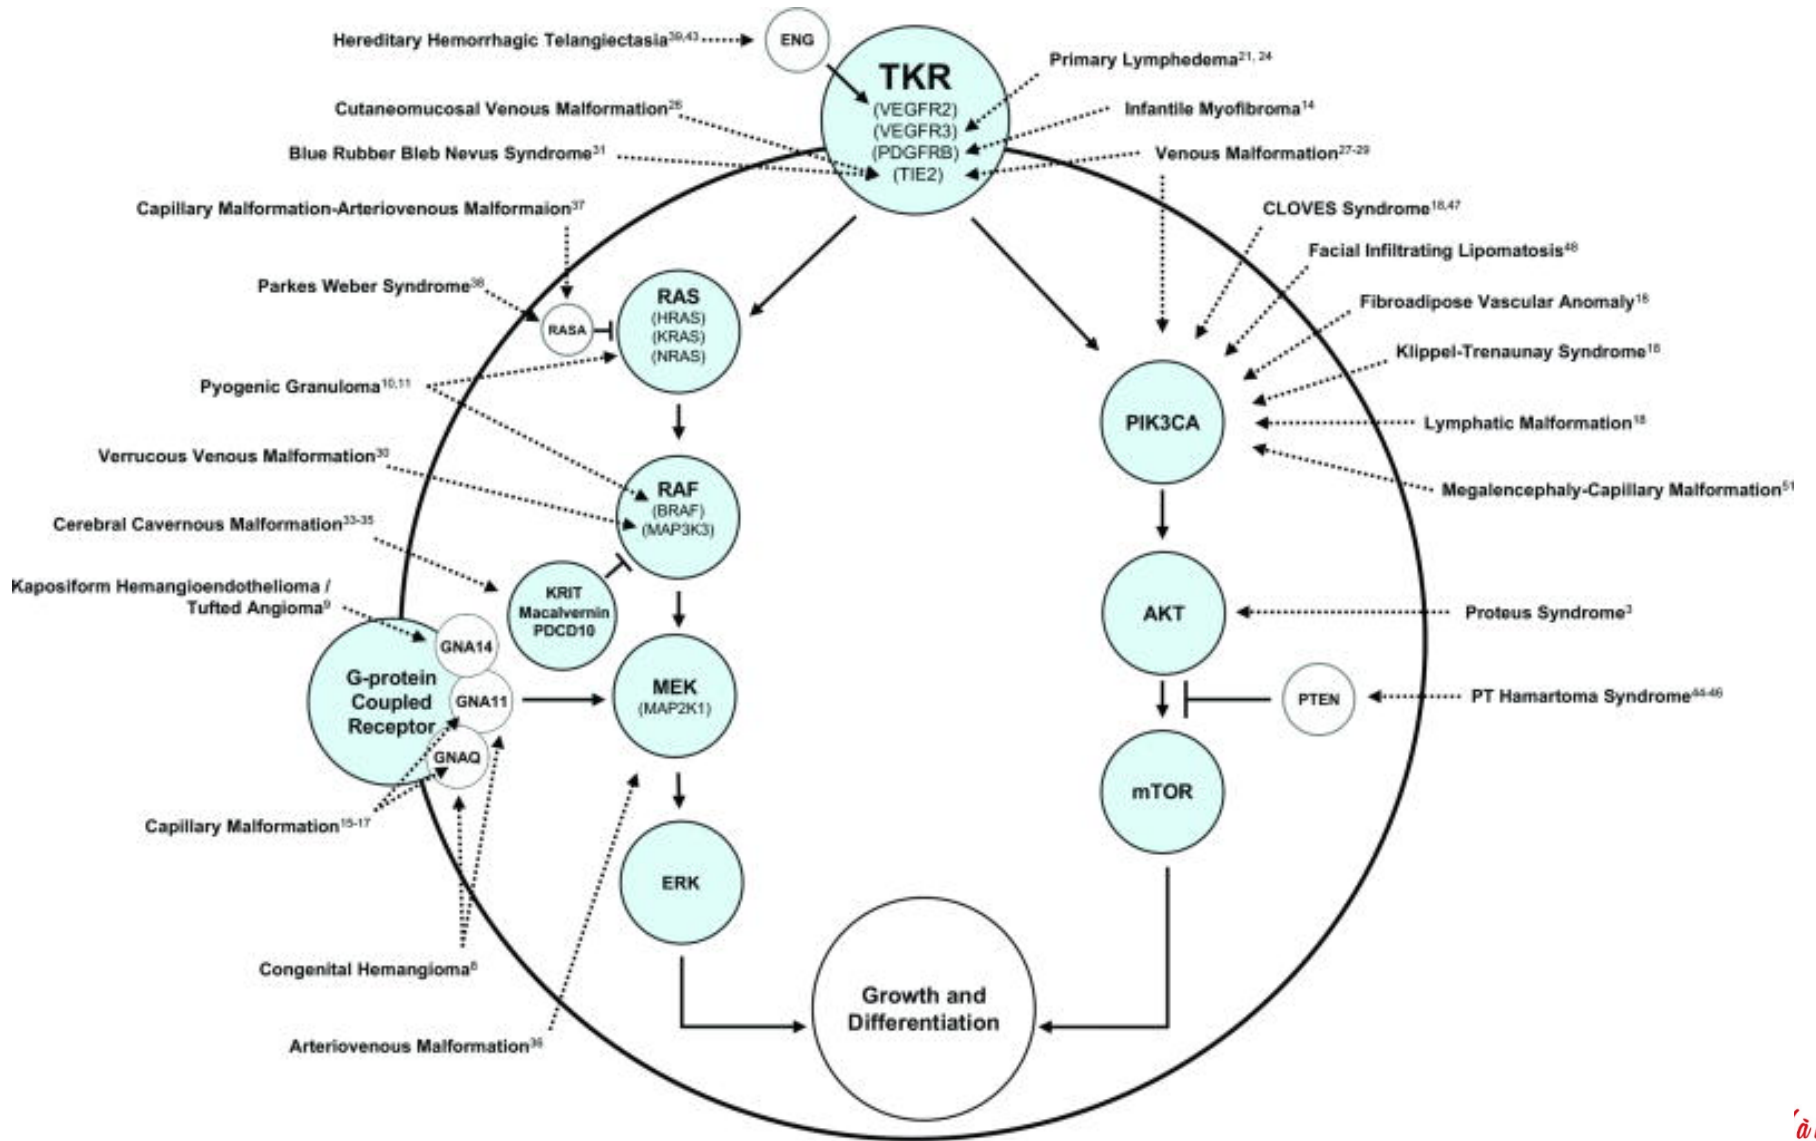 Hereditary Hemorrhagic Telangiectasia39,43
ENG
TKR
(VEGFR2)
(VEGFR3)
(PDGFRB)
(TIE2)
Primary Lymphedema21, 24
Cutaneomucosal Venous Malformation28
Infantile Myofibroma14
Blue Rubber Bleb Nevus Syndrome31
Venous Malformation27-29
Capillary Malformation-Arteriovenous Malformaion37
CLOVES Syndrome18,47
Facial Infiltrating Lipomatosis48
Parkes Weber Syndrome38
RASA
RAS
(HRAS)
(KRAS)
(NRAS)
Fibroadipose Vascular Anomaly18
Klippel-Trenaunay Syndrome18
Pyogenic Granuloma10,11
PIK3CA
Lymphatic Malformation18
Verrucous Venous Malformation30
RAF
(BRAF)
(MAP3K3)
Megalencephaly-Capillary Malformation51
Cerebral Cavernous Malformation33-35
Kaposiform Hemangioendothelioma /
Tufted Angioma9
KRIT
Macalvernin
PDCD10
AKT
Proteus Syndrome3
GNA14
G-protein
Coupled
Receptor
GNA11
GNAQ
MEK
(MAP2K1)
PTEN
PT Hamartoma Syndrome44-46
mTOR
Capillary Malformation15-17
ERK
Congenital Hemangioma8
Growth and
Differentiation
Arteriovenous Malformation36
à